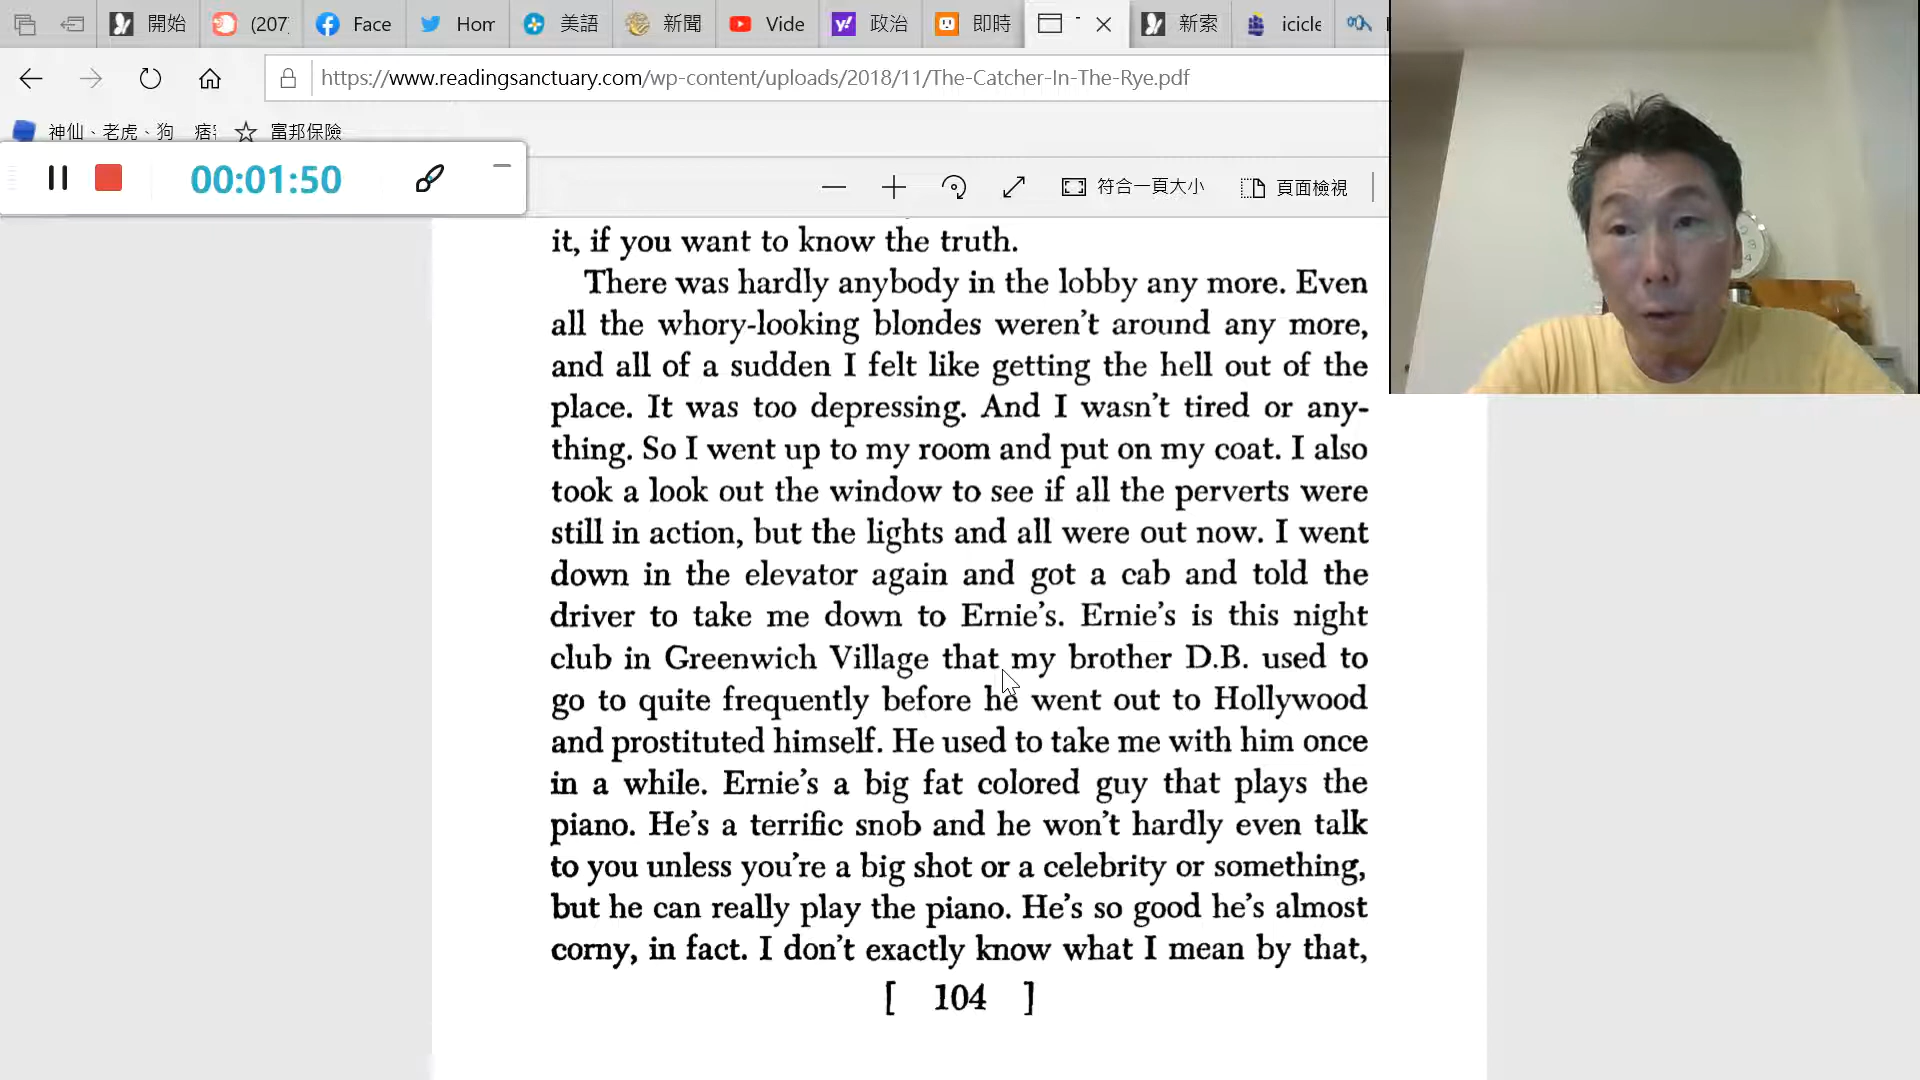 開始
(207
Face
Hom
美語
新聞
Vide
政治
即時
新索
icicle
https://www.readingsanctuary.com/wp-content/uploads/2018/11/The-Catcher-In-The-Rye.pdf
神仙、老虎、狗
富邦保險
00:01:50
符合一頁大小
頁面檢視
it, if you want to know the truth.
There was hardly anybody in the lobby any more. Even
all the whory-looking blondes weren't around any more,
and all of a sudden I felt like getting the hell out of the
place. It was too depressing. And I wasn't tired or any-
thing. So I went up to my room and put on my coat. I also
took a look out the window to see if all the perverts were
still in action, but the lights and all were out now. I went
down in the elevator again and got a cab and told the
driver to take me down to Ernie's. Ernie's is this night
club in Greenwich Village that my brother D.B. used to
go to quite frequently before he went out to Hollywood
and prostituted himself. He used to take me with him once
in a while. Ernie's a big fat colored guy that plays the
piano. He's a terrific snob and he won't hardly even talk
to you unless you're a big shot or a celebrity or something,
but he can really play the piano. He's so good he's almost
corny, in fact. I don't exactly know what I mean by that,
[ 104 ]